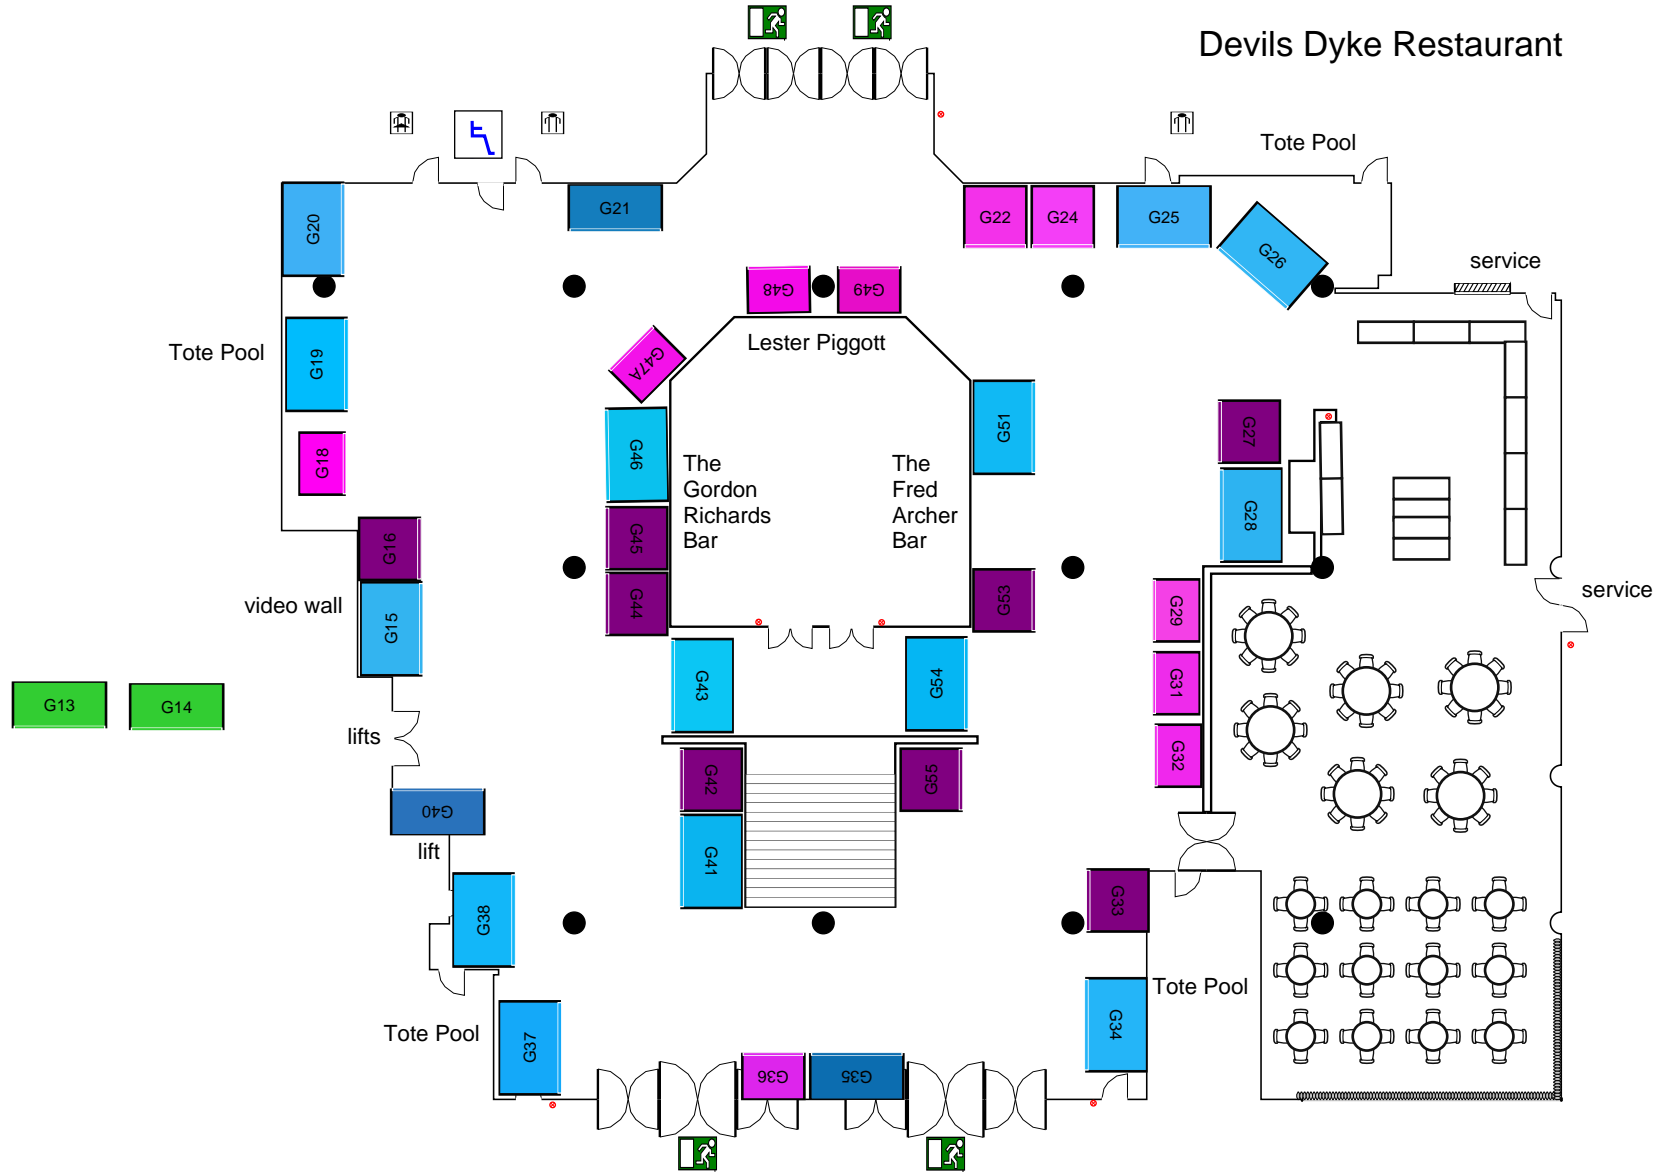 Devils Dyke Restaurant
Tote Pool
G20
G21
G22
G24
G25
G26
service
G48
G49
Tote Pool
G19
Lester Piggott
G47A
G18
G46
The
Gordon
Richards
Bar
The
Fred
Archer
Bar
G51
G27
G28
G16
G45
video wall
G15
G44
G53
G29
service
G13
G14
G43
G54
G31
lifts
G42
G55
G32
G40
lift
G41
G38
G33
Tote Pool
Tote Pool
G37
G34
G36
G35